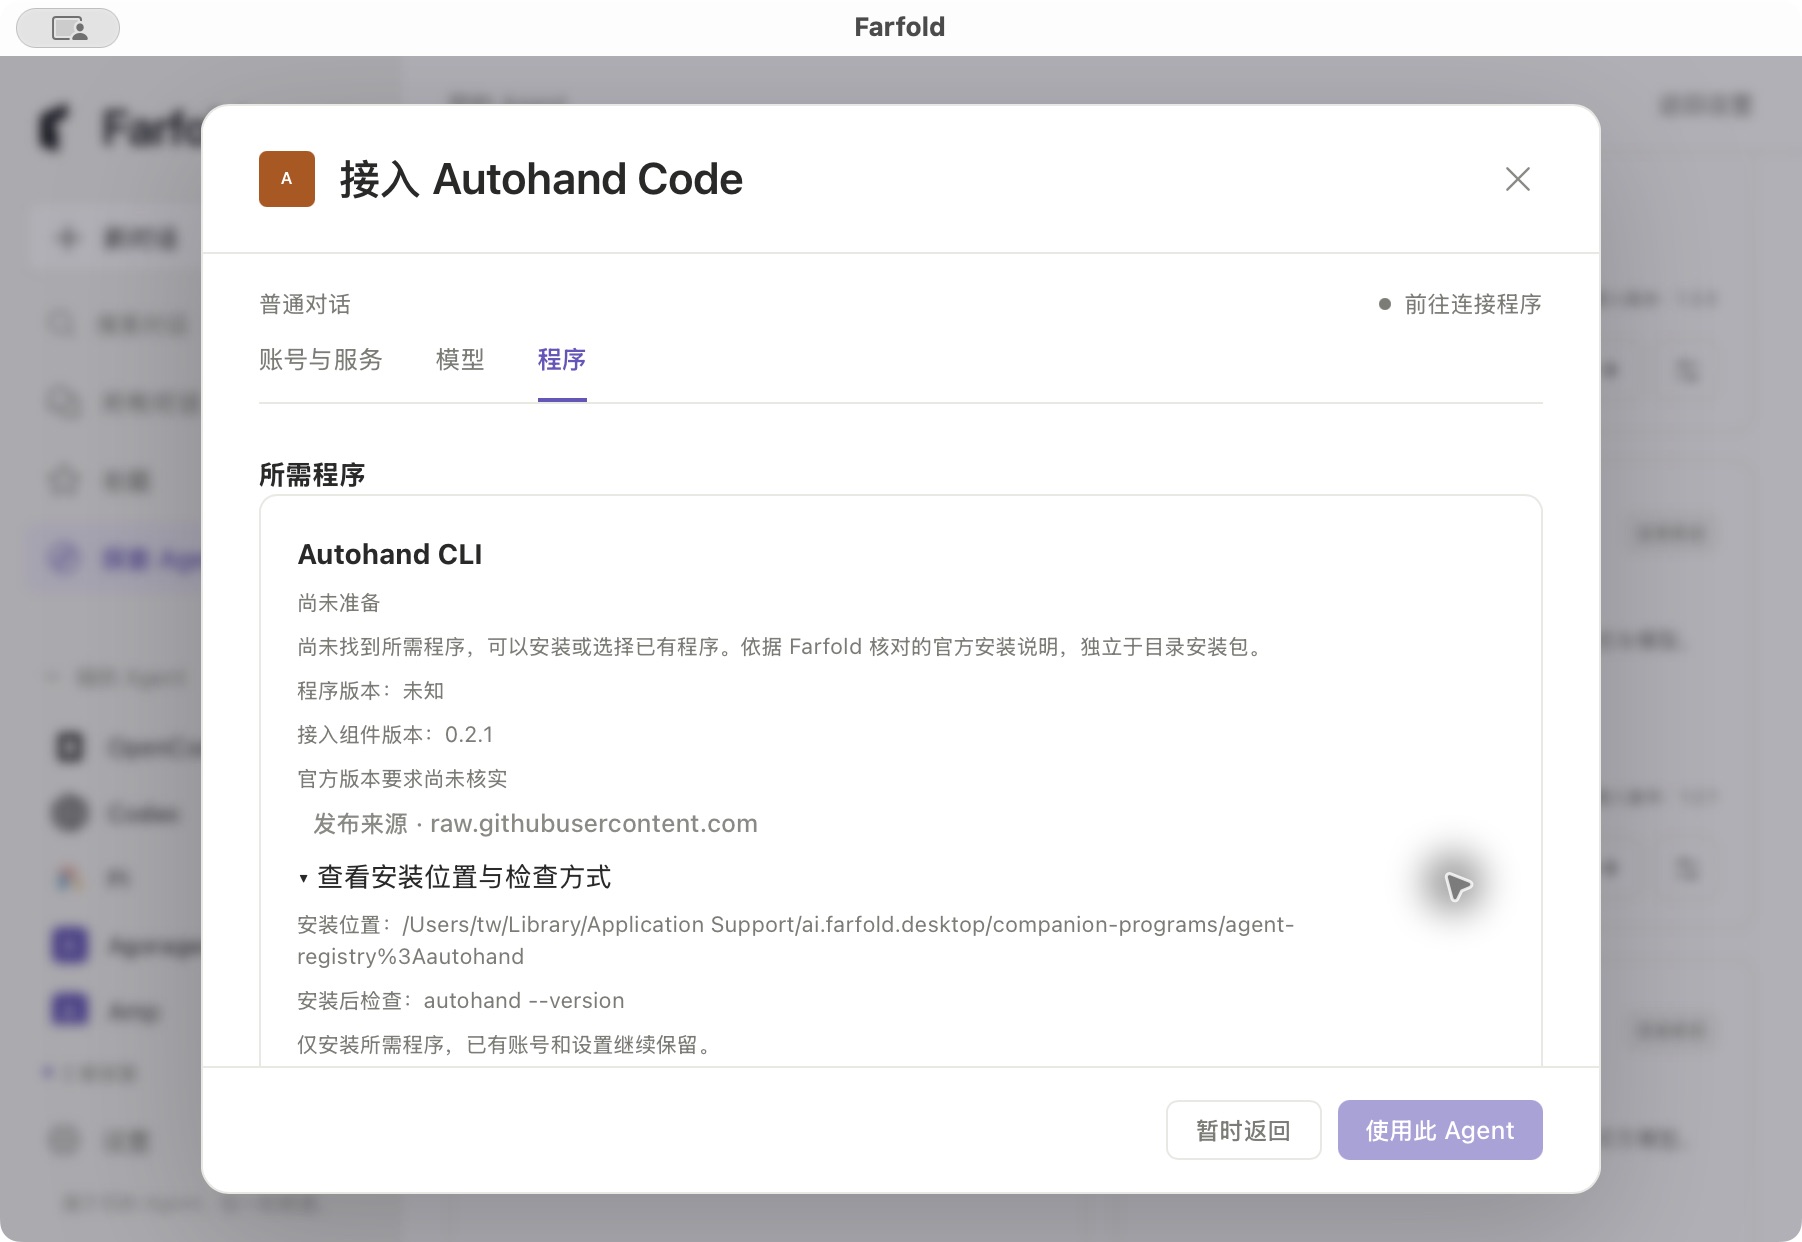 Farfold
Farfo
A
接入 Autohand Code
普通对话
前往连接程序
账号与服务
模型
程序
所需程序
Autohand CLI
尚未准备
尚未找到所需程序，可以安装或选择已有程序。依据 Farfold 核对的官方安装说明，独立于目录安装包。
程序版本：未知
接入组件版本：0.2.1
官方版本要求尚未核实
发布来源 · raw.githubusercontent.com
▾ 查看安装位置与检查方式
安装位置：/Users/tw/Library/Application Support/ai.farfold.desktop/companion-programs/agent-
registry%3Aautohand
安装后检查：autohand --version
仅安装所需程序，已有账号和设置继续保留。
暂时返回
使用此 Agent
Codex
Amp